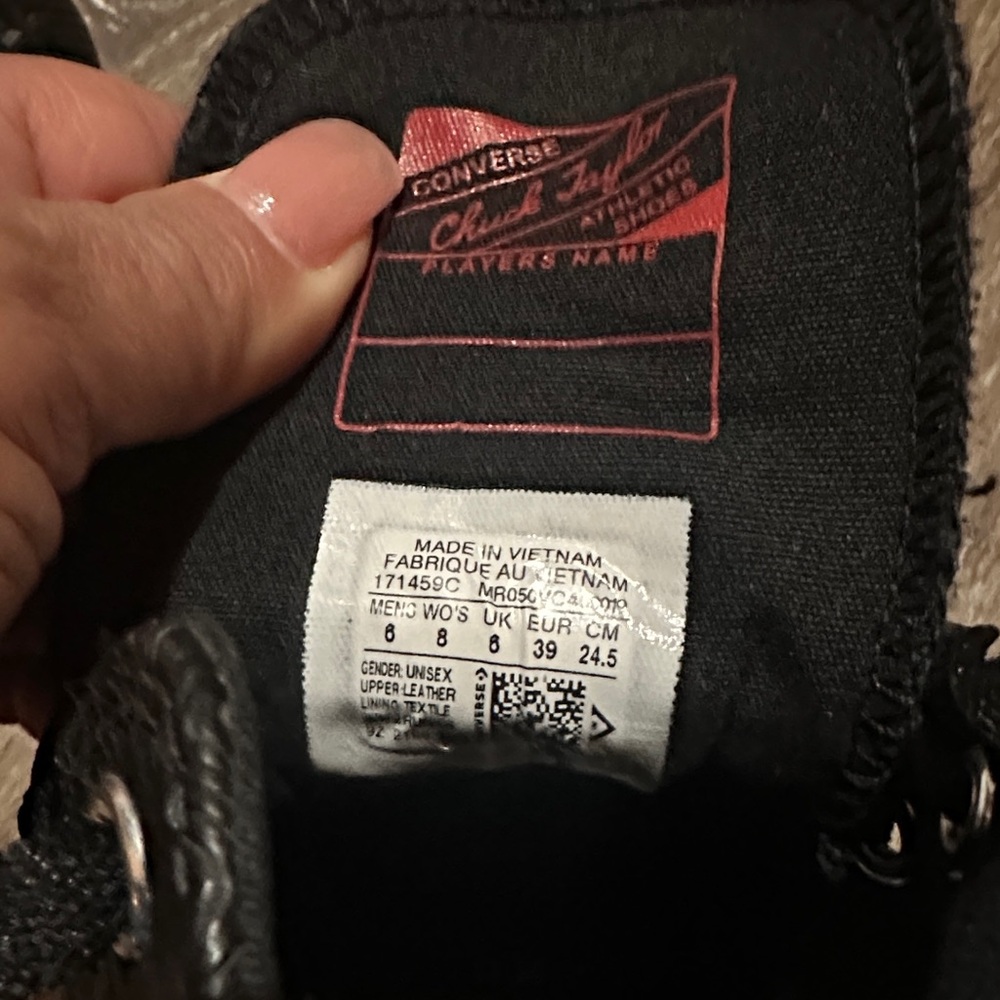 CONVERSE
Chuck Taylor
ATHLETIC
SHOES
PLAYERS NAME
MADE IN VIETNAM
FABRIQUE AU VIETNAM
171459C
MENS WO'S UK EUR CM
6 8 6 39 24.5
GENDER: UNISEX
UPPER:LEATHER
LINING TEXTILE